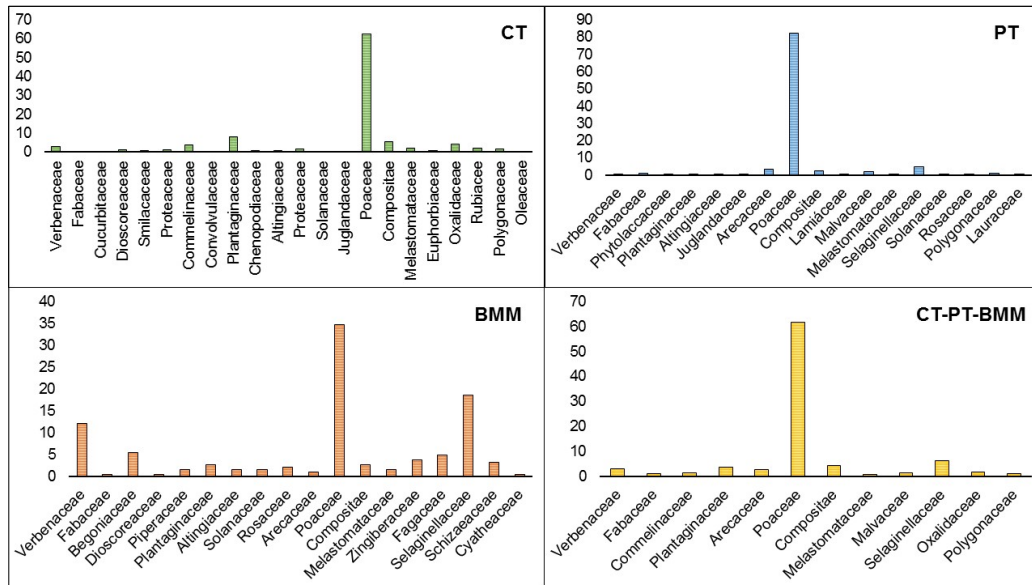 CT
70
60
50
40
30
20
10
0
Verbenaceae
Fabaceae
Cucurbitaceae
Dioscoreaceae
Smilacaceae
Proteaceae
Commelinaceae
Convolvulaceae
Plantaginaceae
Chenopodiaceae
Altingiaceae
Proteaceae
Solanaceae
Juglandaceae
Poaceae
Compositae
Melastomataceae
Euphorbiaceae
Oxalidaceae
Rubiaceae
Polygonaceae
Oleaceae
PT
90
80
70
60
50
40
30
20
10
0
Verbenaceae
Fabaceae
Phytolaccaceae
Plantaginaceae
Altingiaceae
Juglandaceae
Arecaceae
Poaceae
Compositae
Lamiáceae
Malvaceae
Melastomataceae
Selaginellaceae
Solanaceae
Rosaceae
Polygonaceae
Lauraceae
BMM
40
35
30
25
20
15
10
5
0
Verbenaceae
Fabaceae
Begoniaceae
Dioscoreaceae
Piperaceae
Plantaginaceae
Altingiaceae
Solanaceae
Rosaceae
Arecaceae
Poaceae
Compositae
Melastomataceae
Zingiberaceae
Fagaceae
Selaginellaceae
Schizaeataceae
Cyatheaceae
CT-PT-BMM
70
60
50
40
30
20
10
0
Verbenaceae
Fabaceae
Commelinaceae
Plantaginaceae
Arecaceae
Poaceae
Compositae
Melastomataceae
Malvaceae
Selaginellaceae
Oxalidaceae
Polygonaceae